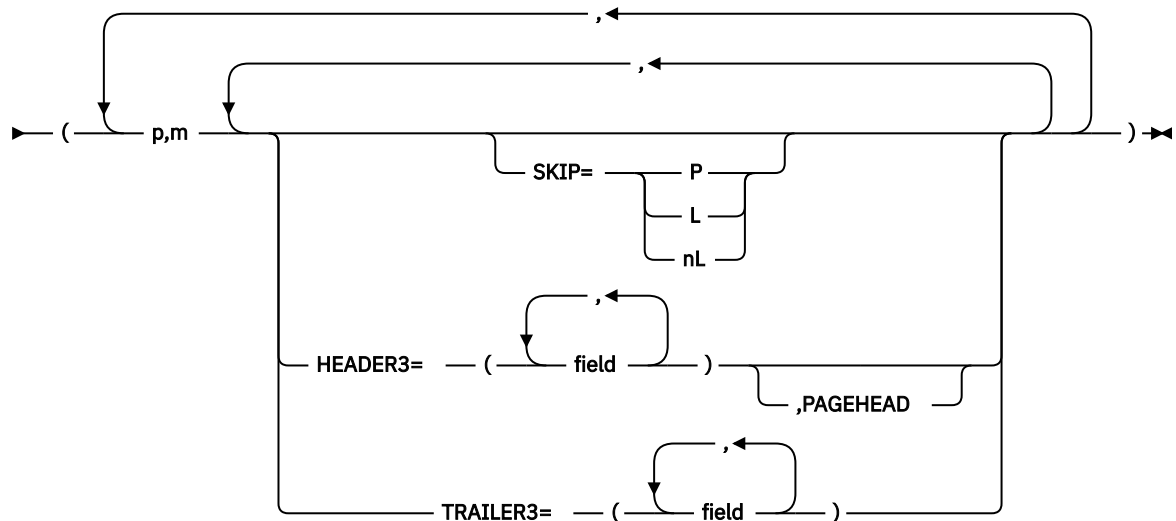 ,
,
( p,m )
SKIP= P
L
nL
,
HEADER3= ( field )
,PAGEHEAD
,
TRAILER3= ( field )